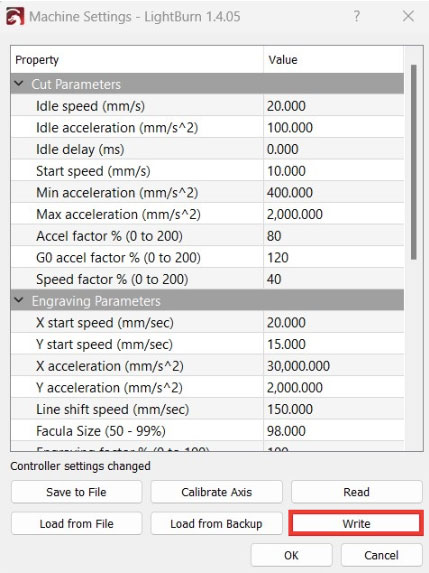 Machine Settings - LightBurn 1.4.05 ? ×
Property Value
Cut Parameters
Idle speed (mm/s) 20.000
Idle acceleration (mm/s^2) 100.000
Idle delay (ms) 0.000
Start speed (mm/s) 10.000
Min acceleration (mm/s^2) 400.000
Max acceleration (mm/s^2) 2,000.000
Accel factor % (0 to 200) 80
G0 accel factor % (0 to 200) 120
Speed factor % (0 to 200) 40
Engraving Parameters
X start speed (mm/sec) 20.000
Y start speed (mm/sec) 15.000
X acceleration (mm/s^2) 30,000.000
Y acceleration (mm/s^2) 2,000.000
Line shift speed (mm/sec) 150.000
Facula Size (50 - 99%) 98.000
Engraving factor % (0 to 100) 100
Controller settings changed
Save to File Calibrate Axis Read
Load from File Load from Backup Write
OK Cancel